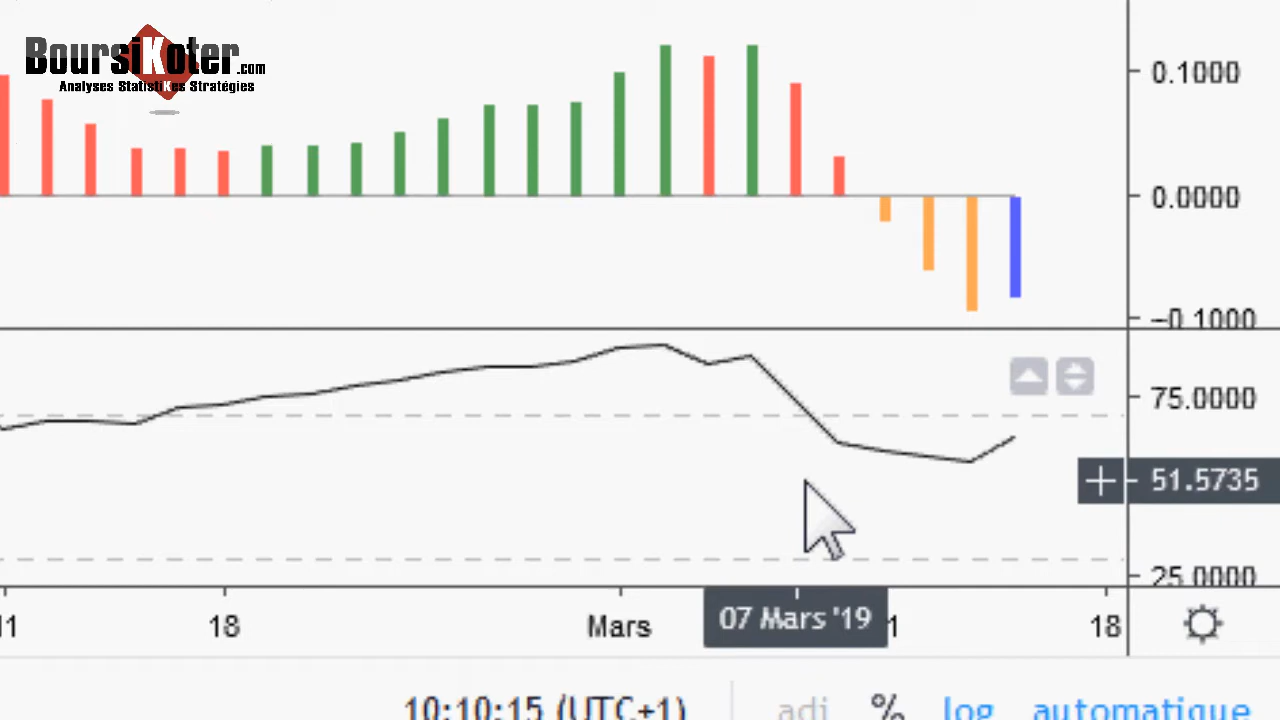 BoursiKoter.com
Analyses StatistiKes Stratégies
0.1000
0.0000
−0.1000
75.0000
51.5735
25.0000
18
Mars
07 Mars '19
18
10:10:15 (UTC+1)
adj
%
log
automatique